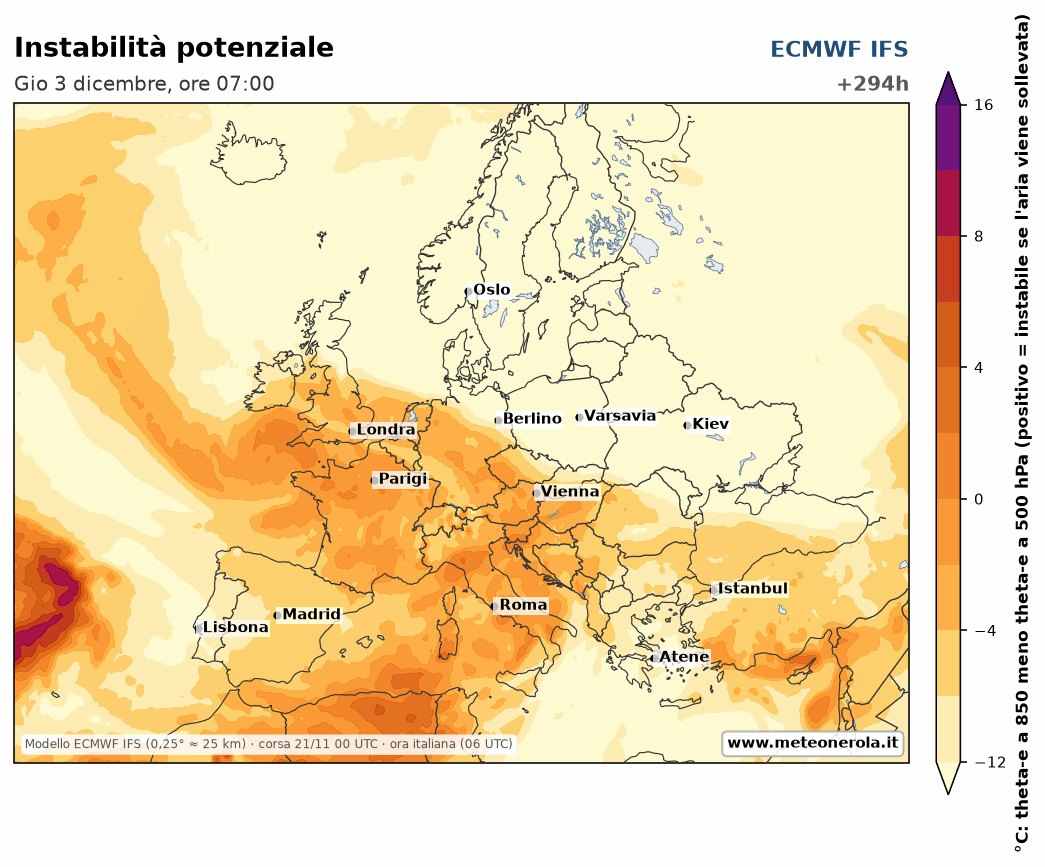 Instabilità potenziale
ECMWF IFS
Gio 3 dicembre, ore 07:00
+294h
Oslo
Berlino
Varsavia
Kiev
Londra
Parigi
Vienna
Istanbul
Roma
Madrid
Lisbona
Atene
Modello ECMWF IFS (0,25° ≈ 25 km) · corsa 21/11 00 UTC · ora italiana (06 UTC)
www.meteonerola.it
16
8
4
0
−4
−12
°C: theta-e a 850 meno theta-e a 500 hPa (positivo = instabile se l'aria viene sollevata)